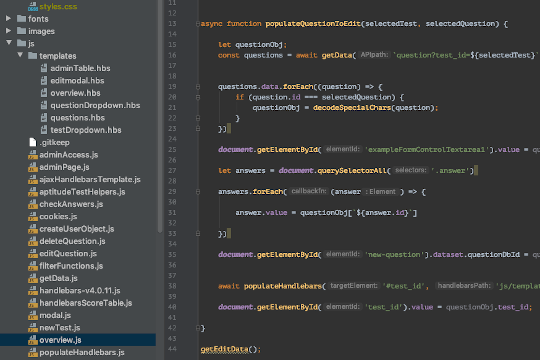 styles.css
fonts
images
js
templates
adminTable.hbs
editmodal.hbs
overview.hbs
questionDropdown.hbs
questions.hbs
testDropdown.hbs
.gitkeep
adminAccess.js
adminPage.js
ajaxHandlebarsTemplate.js
aptitudeTestHelpers.js
checkAnswers.js
cookies.js
createUserObject.js
deleteQuestion.js
editQuestion.js
filterFunctions.js
getData.js
handlebars-v4.0.11.js
handlebarsScoreTable.js
modal.js
newTest.js
overview.js
populateHandlebars.js
11
12
13 async function populateQuestionToEdit(selectedTest, selectedQuestion) {
14
15 let questionObj;
16 const questions = await getData( APIpath: `question?test_id=${selectedTest}`
17
18
19 questions.data.forEach((question) => {
20 if (question.id === selectedQuestion) {
21 questionObj = decodeSpecialChars(question);
22 }
23 })
24
25 document.getElementById( elementId: 'exampleFormControlTextarea1').value = qu
26
27 let answers = document.querySelectorAll( selectors: '.answer')
28
29 answers.forEach( callbackfn: (answer : Element ) => {
30
31 answer.value = questionObj[`${answer.id}`]
32
33 })
34
35 document.getElementById( elementId: 'new-question').dataset.questionDbId = qu
36
37
38 await populateHandlebars( targetElement: '#test_id', handlebarsPath: 'js/templat
39
40 document.getElementById( elementId: 'test_id').value = questionObj.test_id;
41
42 }
43
44 getEditData();